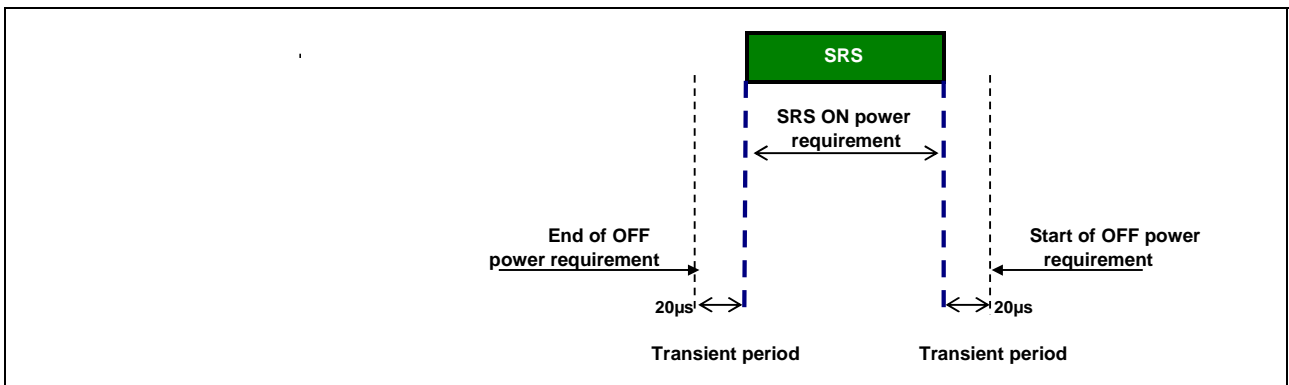 SRS
SRS ON power
requirement
End of OFF
power requirement
Start of OFF power
requirement
20µs
20µs
Transient period
Transient period